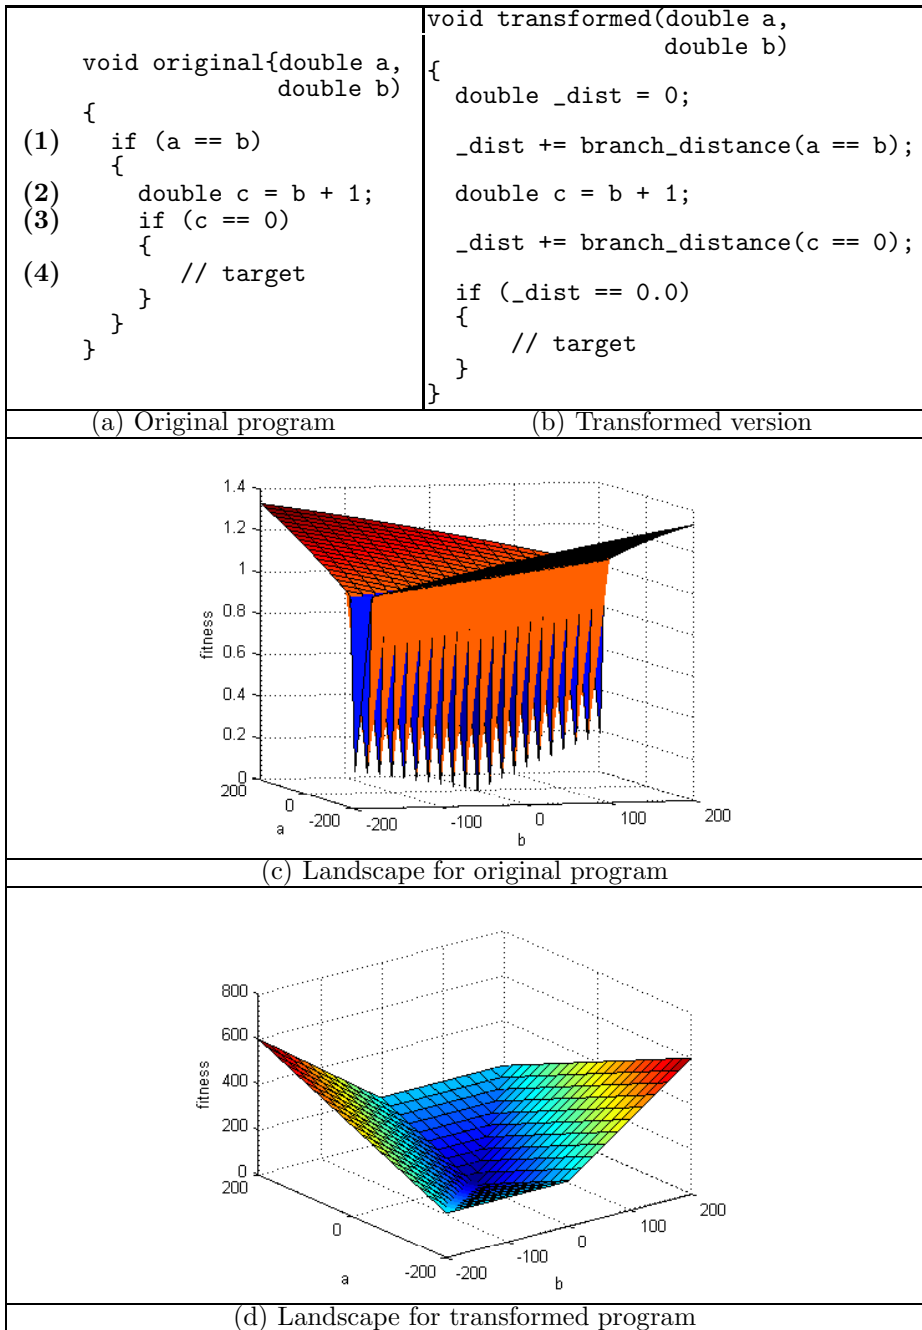 void original{double a,
double b)
{
(1) if (a == b)
{
(2) double c = b + 1;
(3) if (c == 0)
{
(4) // target
}
}
}
void transformed(double a,
double b)
{
double _dist = 0;
_dist += branch_distance(a == b);
double c = b + 1;
_dist += branch_distance(c == 0);
if (_dist == 0.0)
{
// target
}
}
(a) Original program
(b) Transformed version
1.4
1.2
1
0.8
0.6
0.4
0.2
0
fitness
200
0
-200
a
-200
-100
0
100
200
b
(c) Landscape for original program
800
600
400
200
0
fitness
200
0
-200
a
-200
-100
0
100
200
b
(d) Landscape for transformed program